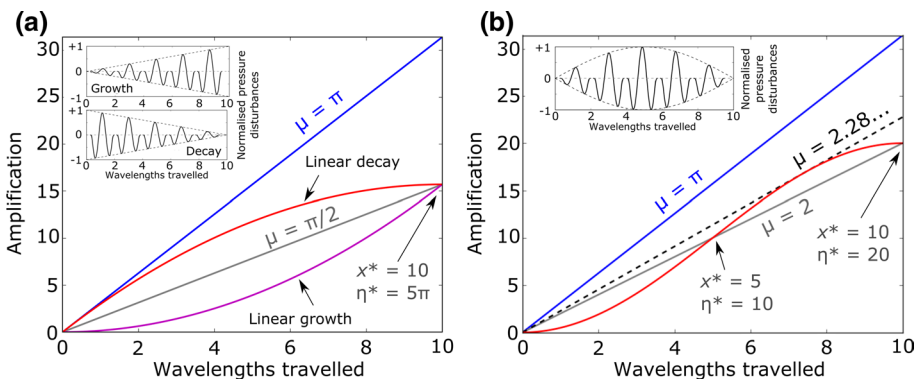 (a)
Amplification
30
25
20
15
10
5
0
0 2 4 6 8 10
Wavelengths travelled
+1
0
-1
Growth
0 2 4 6 8 10
+1
0
-1
Decay
0 2 4 6 8 10
Wavelengths travelled
Normalised pressure
disturbances
μ = π
Linear decay
μ = π/2
x* = 10
η* = 5π
Linear growth
(b)
Amplification
30
25
20
15
10
5
0
0 2 4 6 8 10
Wavelengths travelled
+1
0
-1
0 2 4 6 8 10
Wavelengths travelled
Normalised
pressure
disturbances
μ = π
μ = 2.28...
μ = 2
x* = 10
η* = 20
x* = 5
η* = 10